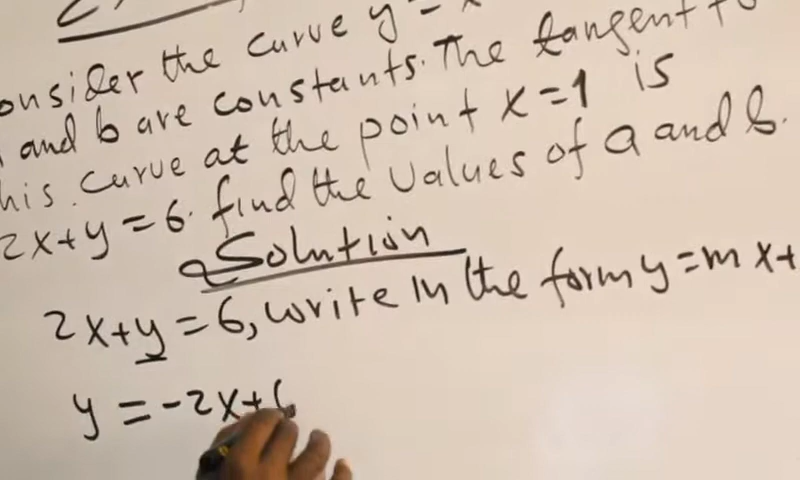 onsider the curve y =
and b are constants. The tangent to
his curve at the point x=1 is
2x+y=6. find the values of a and b.
Solution
2x+y=6, write in the form y=mx+
y=-2x+